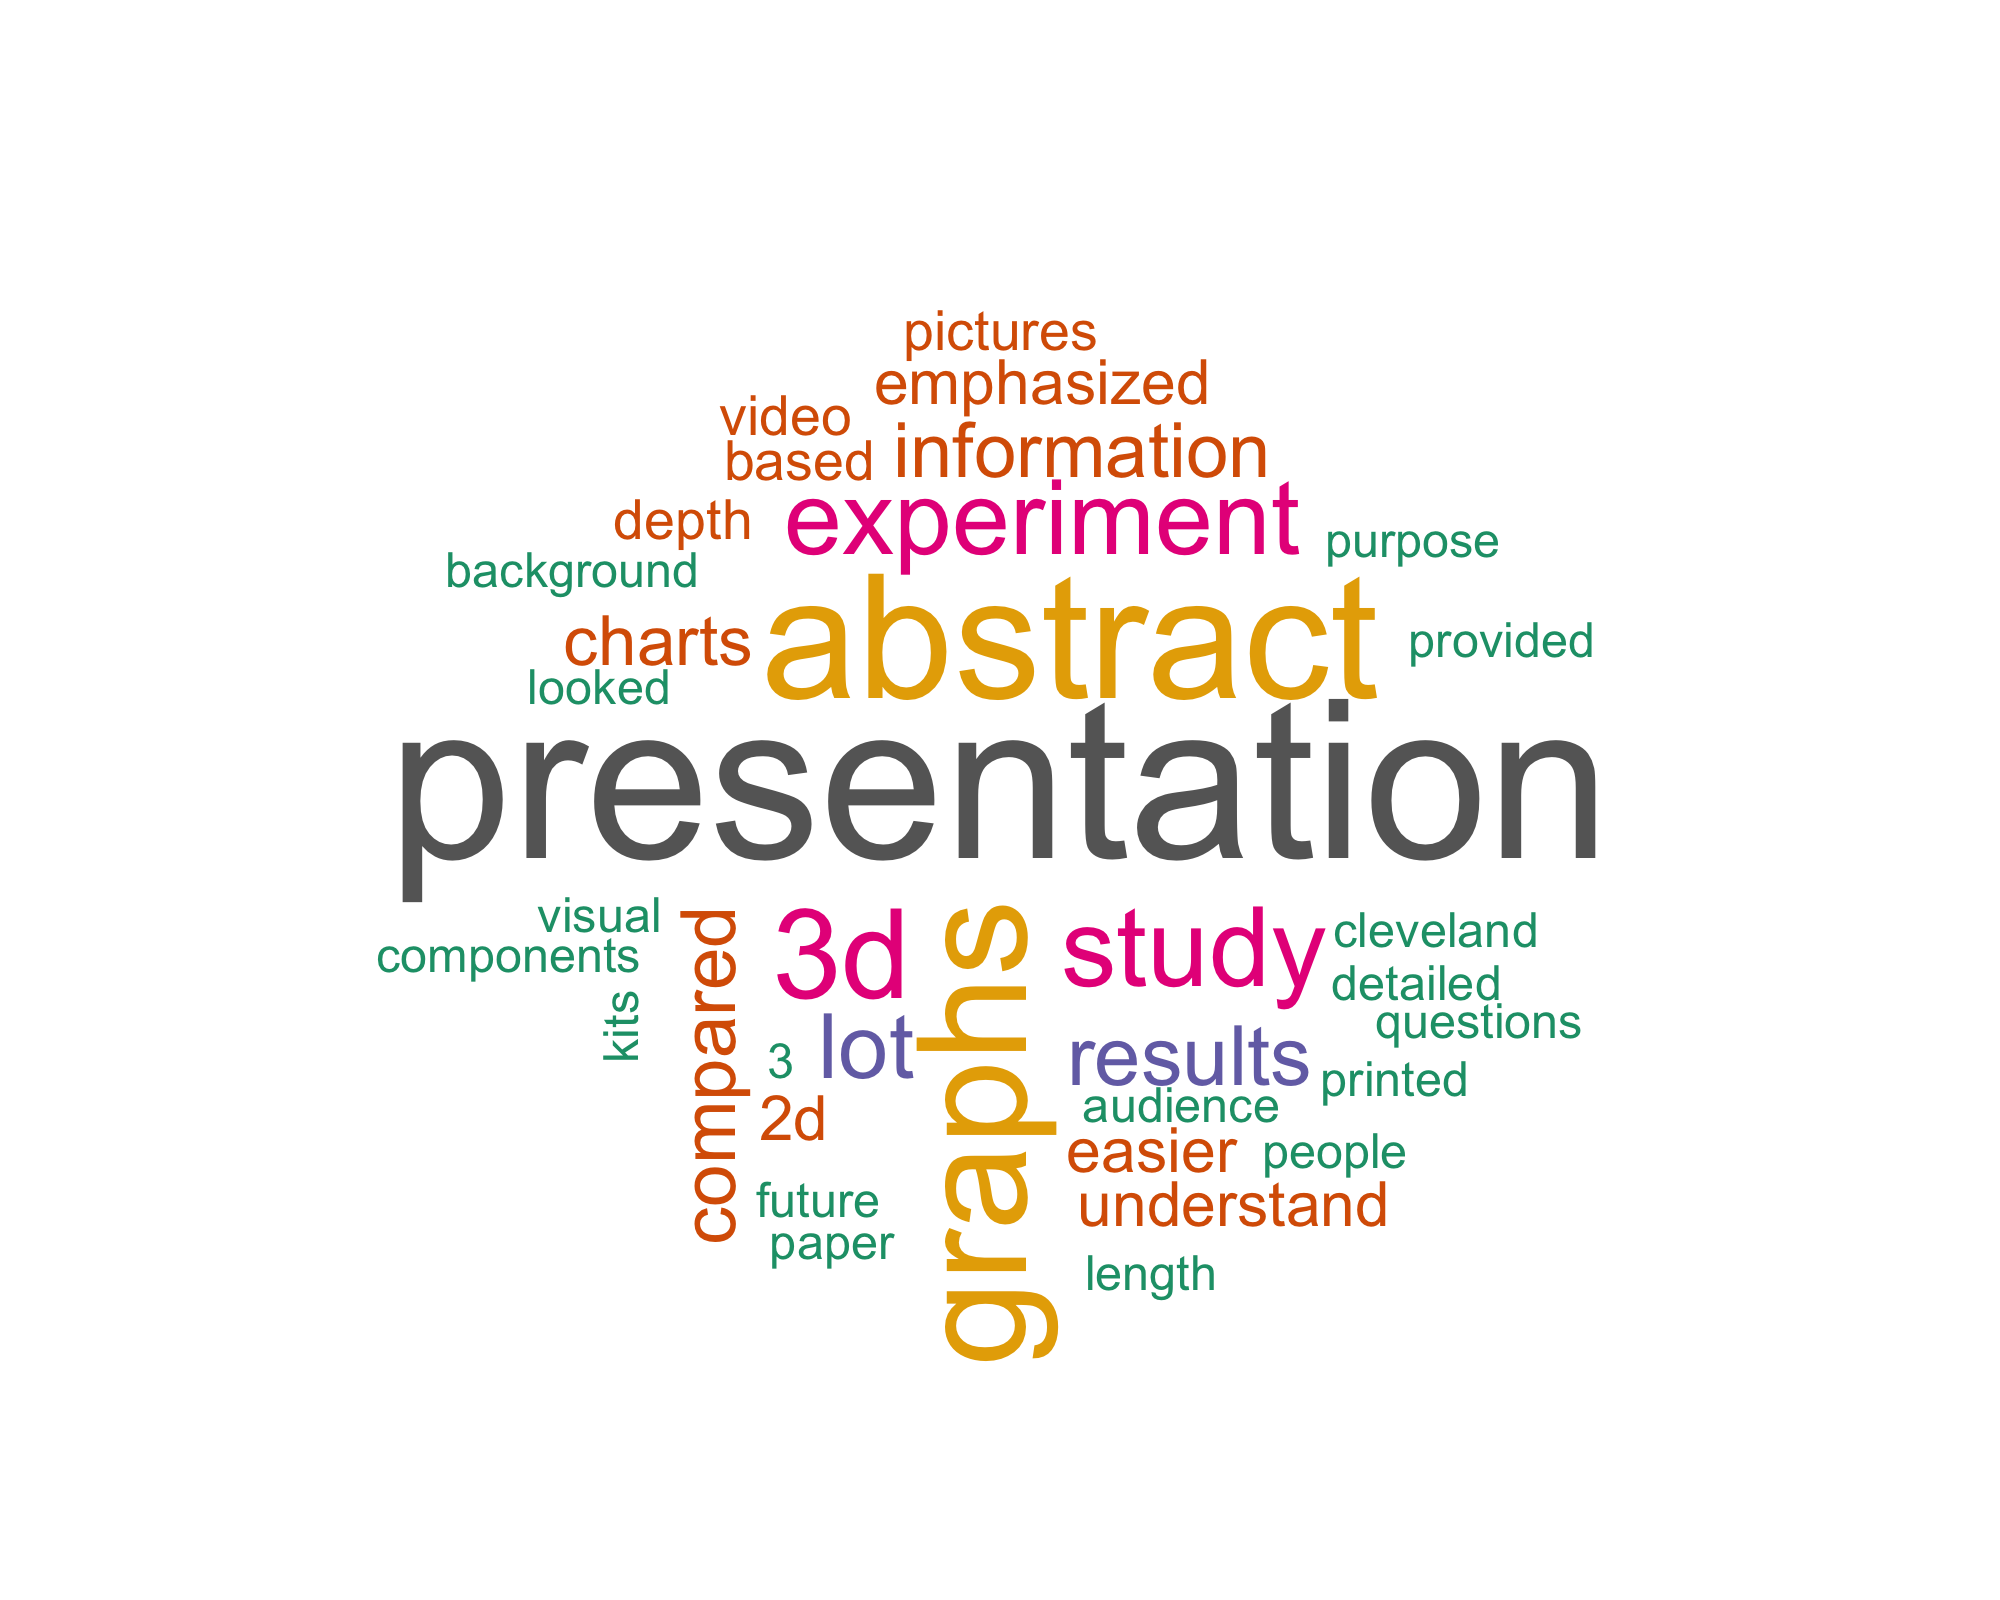 pictures
emphasized
video
information
based
experiment
depth
purpose
background
abstract
charts
provided
looked
presentation
visual
compared
3d
graphs
study
cleveland
components
detailed
kits
questions
lot
results
3
printed
2d
audience
easier
people
future
understand
paper
length